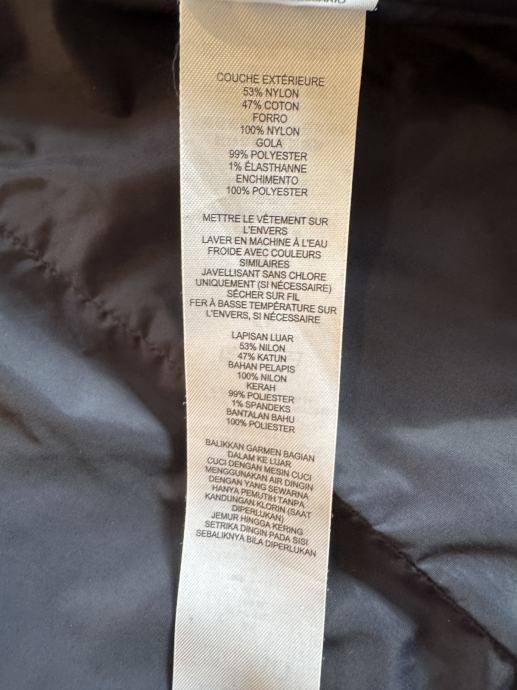 COUCHE EXTÉRIEURE
53% NYLON
47% COTON
FORRO
100% NYLON
GOLA
99% POLYESTER
1% ÉLASTHANNE
ENCHIMENTO
100% POLYESTER
METTRE LE VÊTEMENT SUR
L'ENVERS
LAVER EN MACHINE À L'EAU
FROIDE AVEC COULEURS
SIMILAIRES
JAVELLISANT SANS CHLORE
UNIQUEMENT (SI NÉCESSAIRE)
SÉCHER SUR FIL
FER À BASSE TEMPÉRATURE SUR
L'ENVERS, SI NÉCESSAIRE
LAPISAN LUAR
53% NILON
47% KATUN
BAHAN PELAPIS
100% NILON
KERAH
99% POLIESTER
1% SPANDEKS
BANTALAN BAHU
100% POLIESTER
BALIKKAN GARMEN BAGIAN
DALAM KE LUAR
CUCI DENGAN MESIN CUCI
MENGGUNAKAN AIR DINGIN
DENGAN YANG SEWARNA
HANYA PEMUTIH TANPA
KANDUNGAN KLORIN (SAAT
DIPERLUKAN)
JEMUR HINGGA KERING
SETRIKA DINGIN PADA SISI
SEBALIKNYA BILA DIPERLUKAN